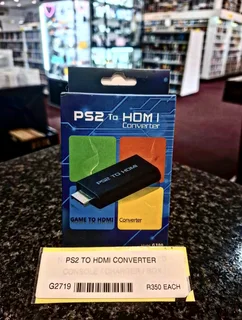 PS2 To HDMI
Converter
PS2 TO HDMI
GAME TO HDMI
Converter
PS2 TO HDMI CONVERTER
G2719
R350 EACH